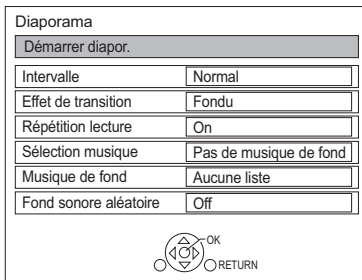 Diaporama
Démarrer diapor.
Intervalle Normal
Effet de transition Fondu
Répétition lecture On
Sélection musique Pas de musique de fond
Musique de fond Aucune liste
Fond sonore aléatoire Off
OK
RETURN